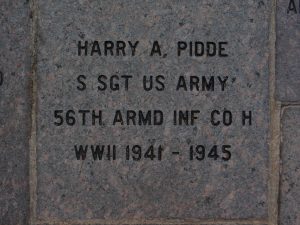 HARRY A. PIDDE
S SGT US ARMY
56TH ARMD INF CO H
WWII 1941 - 1945